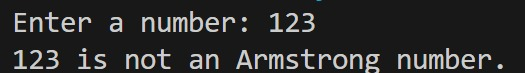 Enter a number: 123
123 is not an Armstrong number.